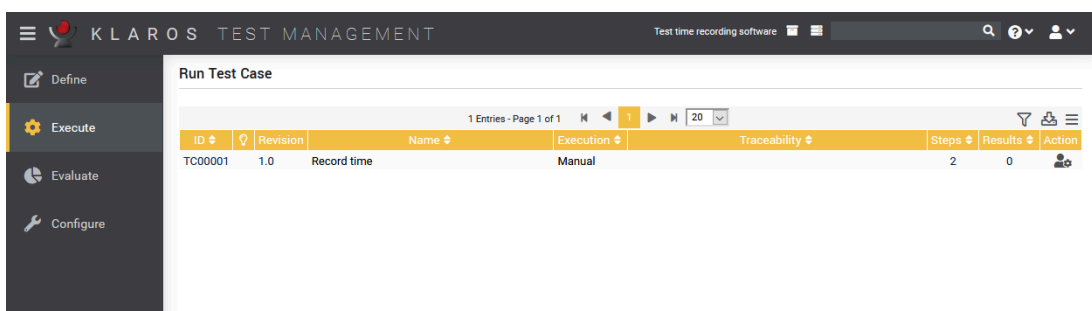 KLAROS TEST MANAGEMENT
Test time recording software
Define
Execute
Evaluate
Configure
Run Test Case
1 Entries - Page 1 of 1 1 20
ID Revision Name Execution Traceability Steps Results Action
TC00001 1.0 Record time Manual 2 0